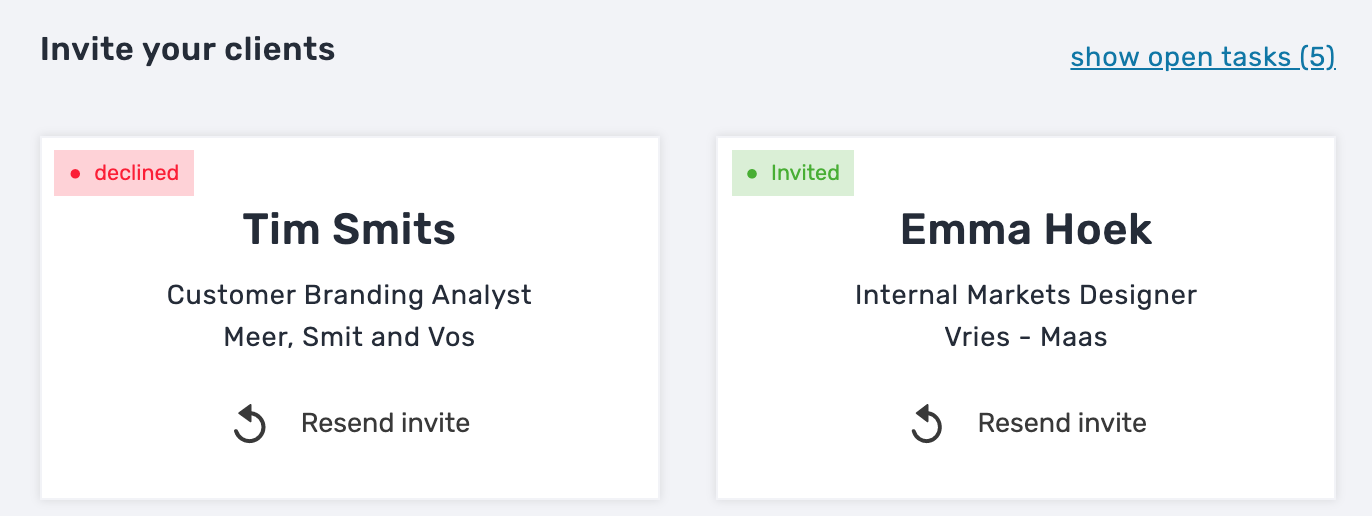 Invite your clients
show open tasks (5)
declined
Tim Smits
Customer Branding Analyst
Meer, Smit and Vos
Resend invite
Invited
Emma Hoek
Internal Markets Designer
Vries - Maas
Resend invite